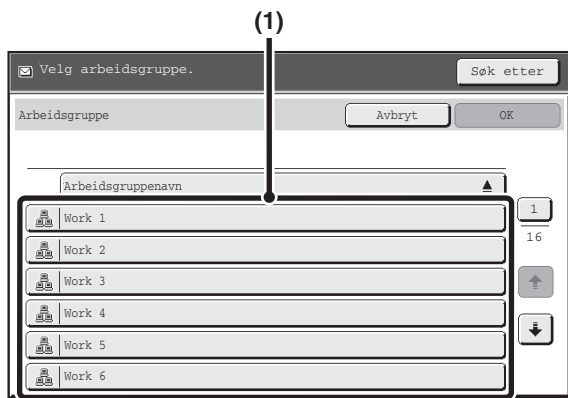 (1)
Velg arbeidsgruppe.
Søk etter
Arbeidsgruppe
Avbryt
OK
Arbeidsgruppenavn
Work 1
1
Work 2
16
Work 3
Work 4
Work 5
Work 6